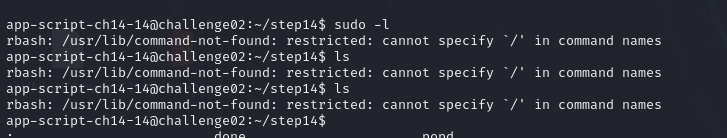 app-script-ch14-14@challenge02:~/step14$ sudo -l
rbash: /usr/lib/command-not-found: restricted: cannot specify `/' in command names
app-script-ch14-14@challenge02:~/step14$ ls
rbash: /usr/lib/command-not-found: restricted: cannot specify `/' in command names
app-script-ch14-14@challenge02:~/step14$ ls
rbash: /usr/lib/command-not-found: restricted: cannot specify `/' in command names
app-script-ch14-14@challenge02:~/step14$